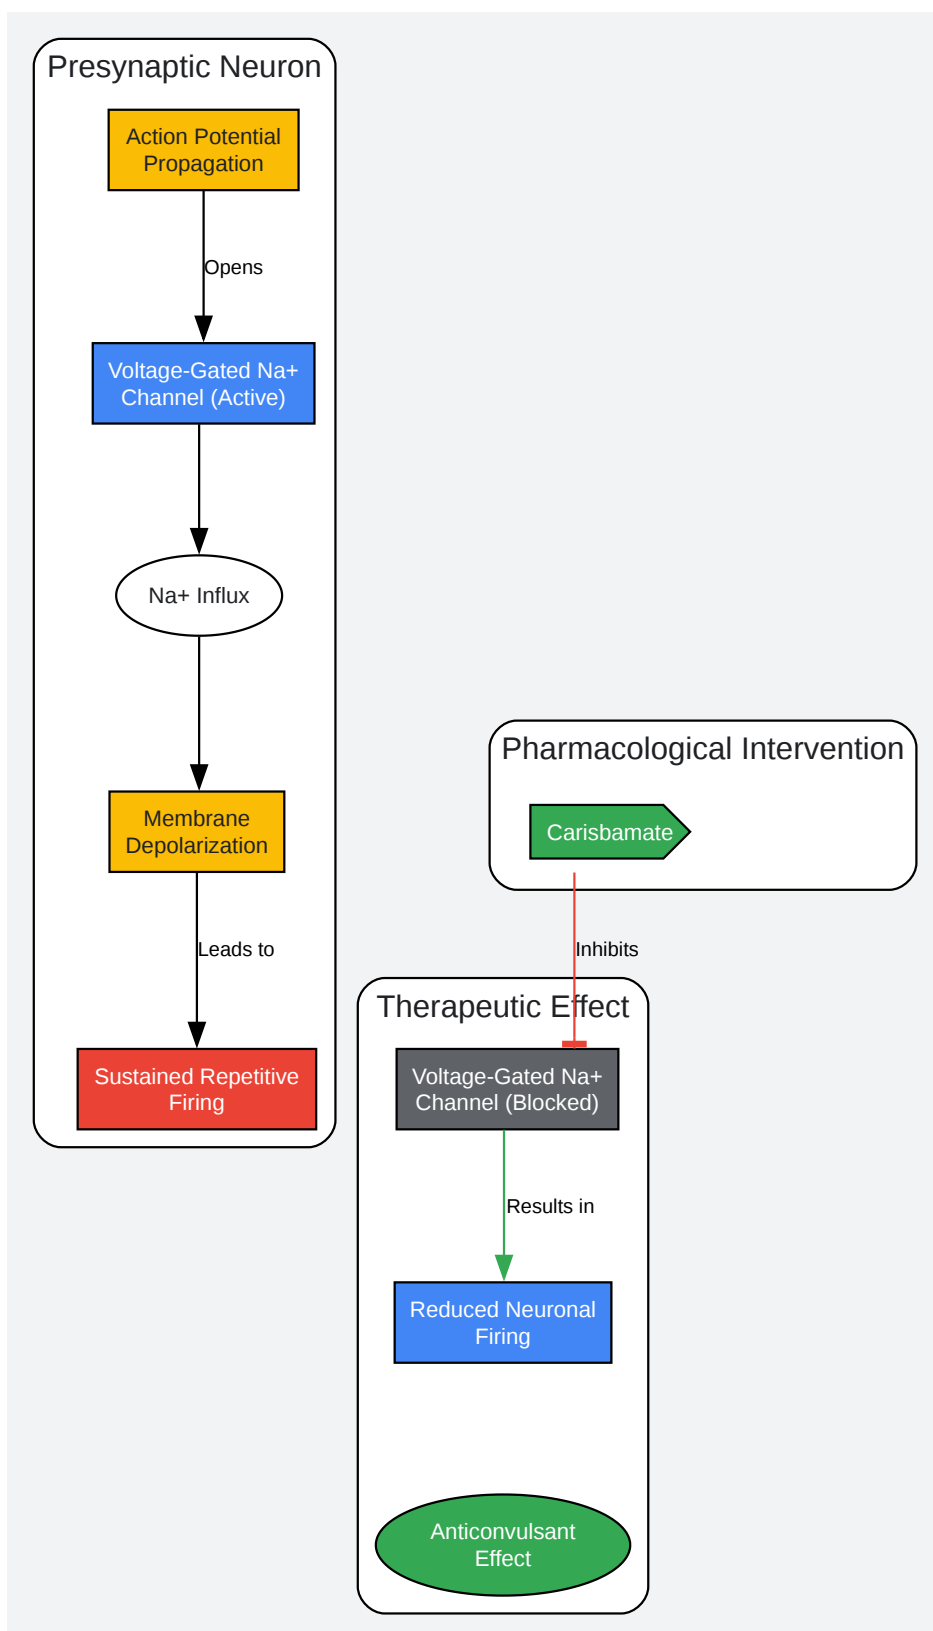 Presynaptic Neuron
Action Potential
Propagation
Opens
Voltage-Gated Na+
Channel (Active)
Na+ Influx
Membrane
Depolarization
Leads to
Sustained Repetitive
Firing
Pharmacological Intervention
Carisbamate
Inhibits
Therapeutic Effect
Voltage-Gated Na+
Channel (Blocked)
Results in
Reduced Neuronal
Firing
Anticonvulsant
Effect